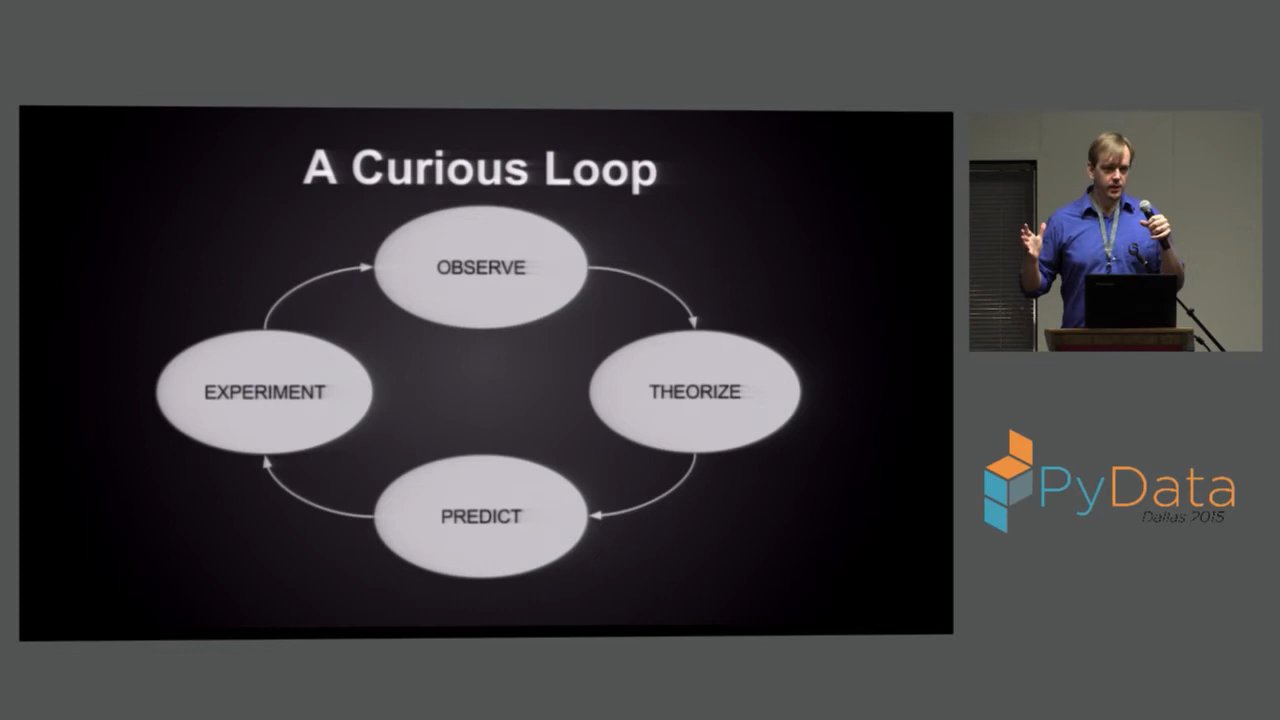 A Curious Loop
OBSERVE
EXPERIMENT
THEORIZE
PREDICT
PyData
Dallas 2015